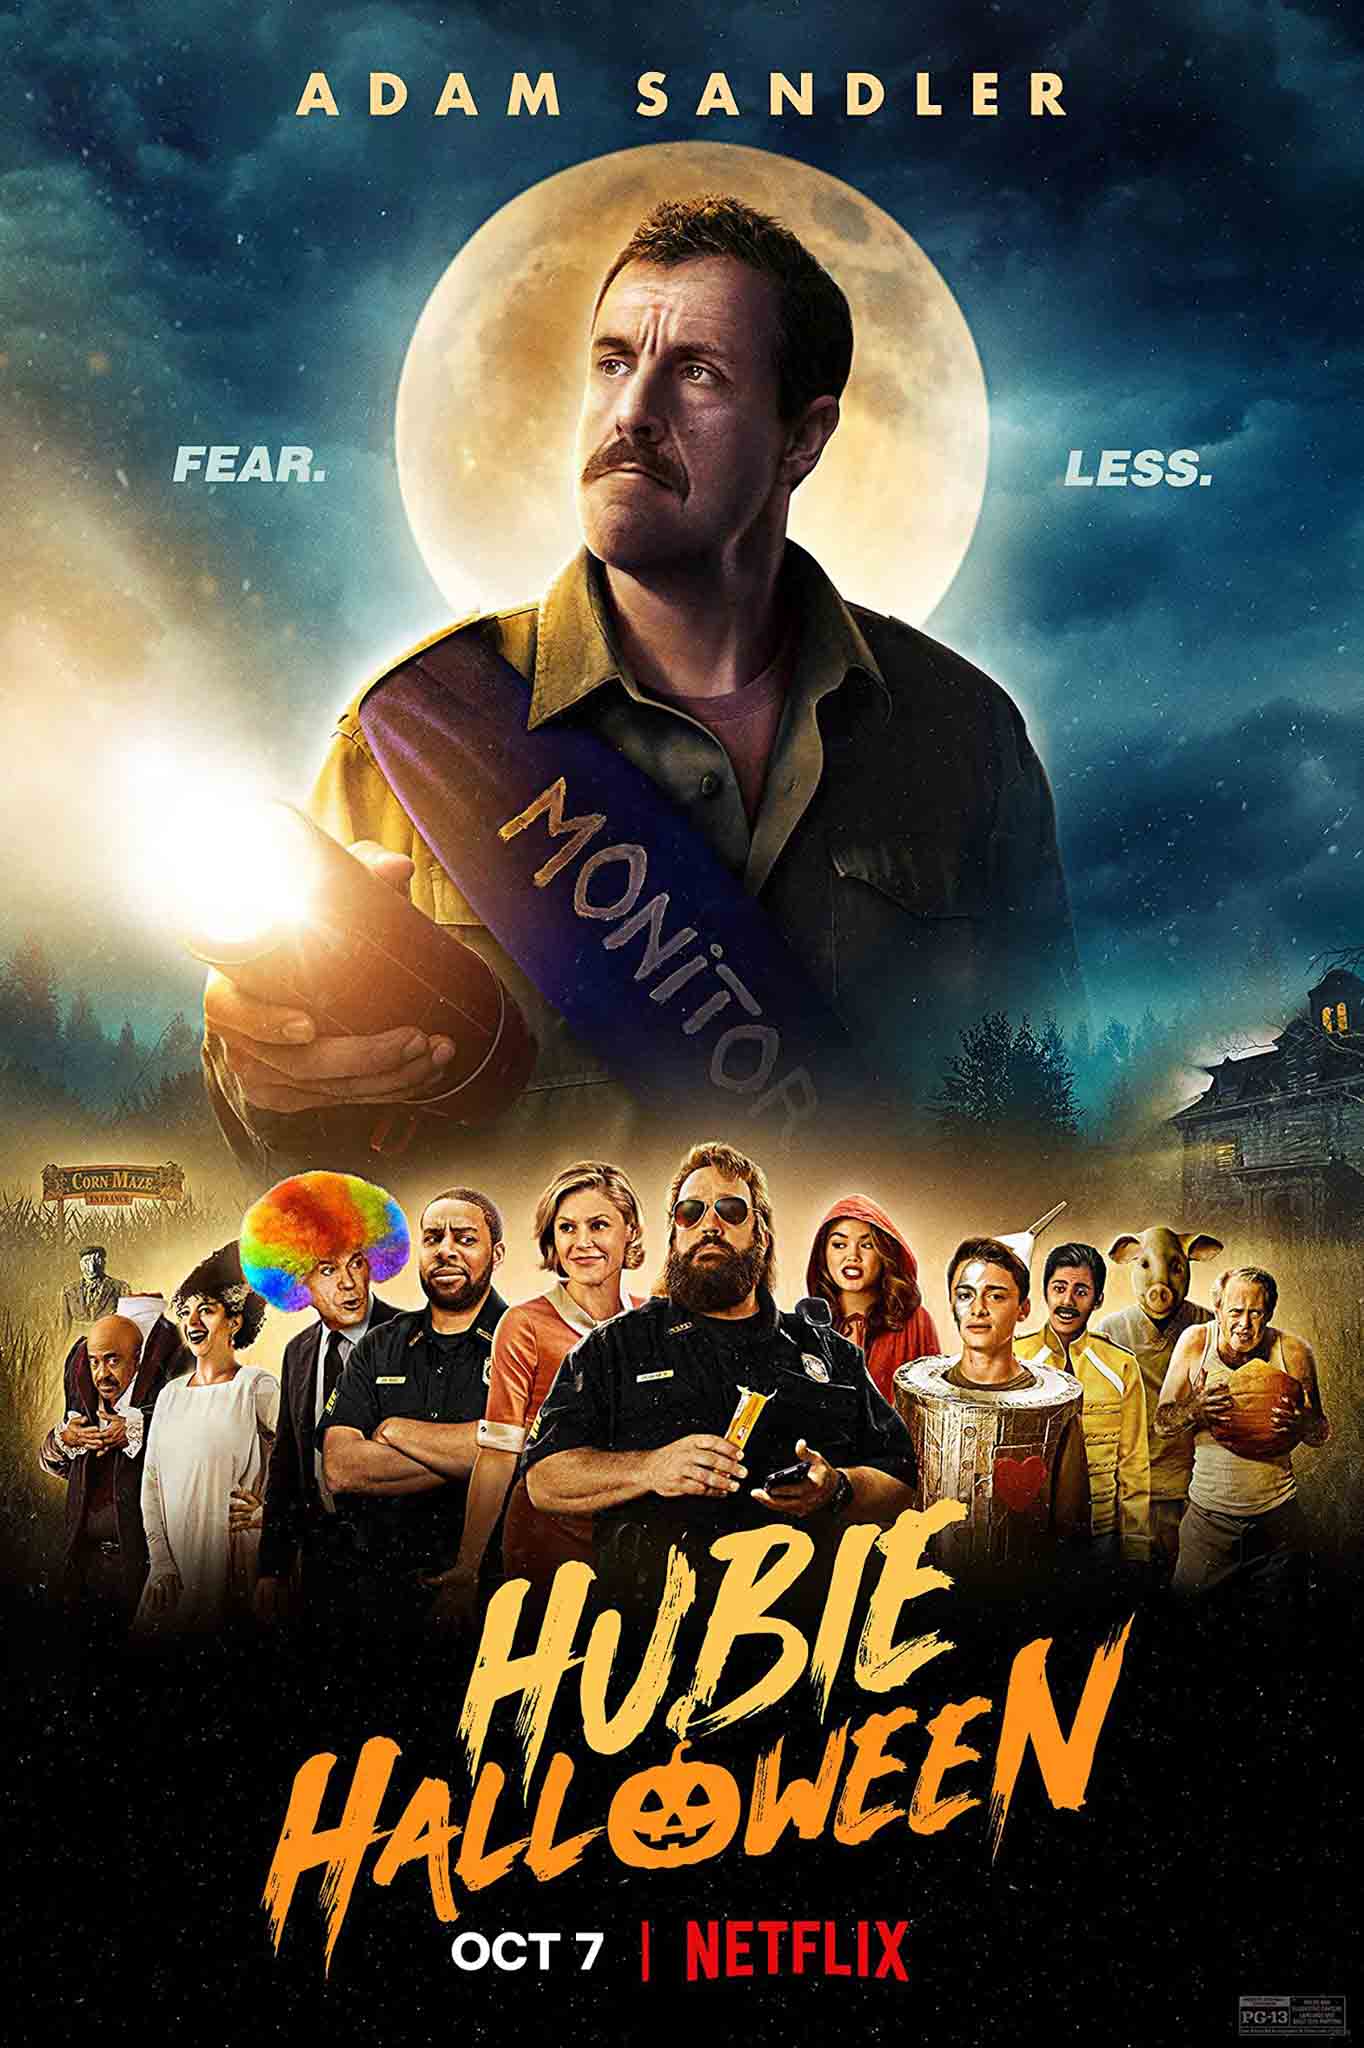 ADAM SANDLER
FEAR. LESS.
MONiTOR
CORN MAZE
ENTRANCE
HUBIE
HALLOWEEN
OCT 7 | NETFLIX
PG-13